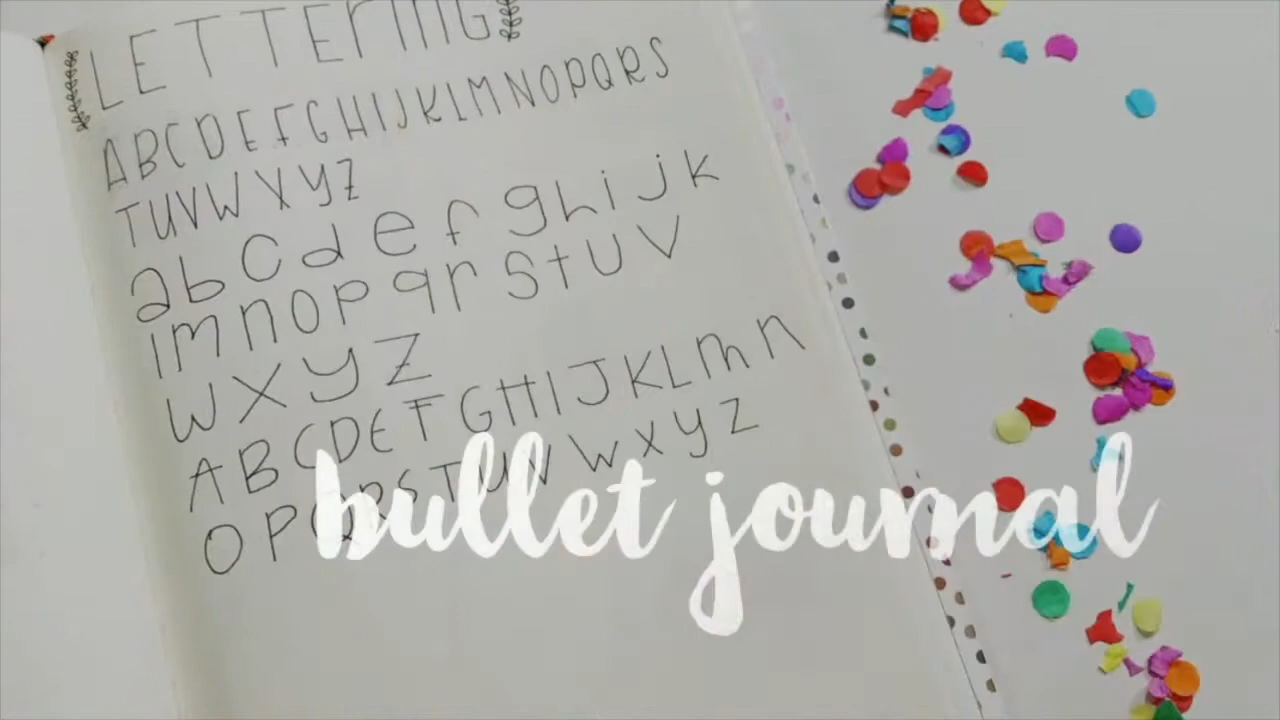 LETTERING
ABCDEFGHIJKLMNOPQRS
TUVWXYZ
abcdefghijk
lmnopqrstuv
wxyz
ABCDEFGHIJKLMN
OPQRSTUVWXYZ
bullet journal